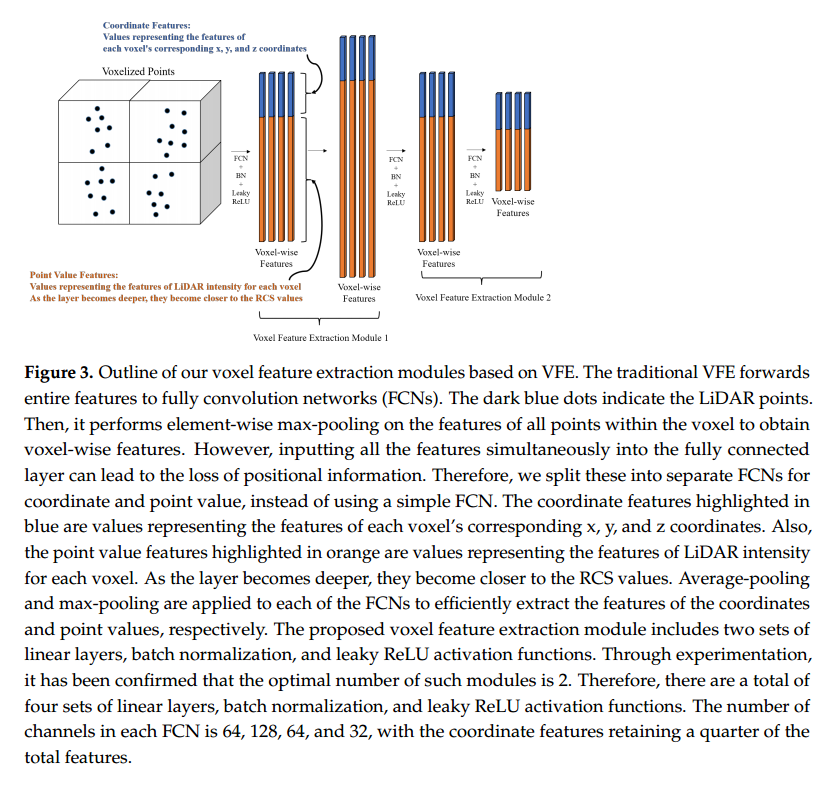 Coordinate Features:
Values representing the features of
each voxel's corresponding x, y, and z coordinates
Voxelized Points
FCN
+
BN
+
Leaky
ReLU
Voxel-wise
Features
Voxel-wise
Features
FCN
+
BN
+
Leaky
ReLU
Voxel-wise
Features
FCN
+
BN
+
Leaky
ReLU
Voxel-wise
Features
Point Value Features:
Values representing the features of LiDAR intensity for each voxel
As the layer becomes deeper, they become closer to the RCS values
Voxel Feature Extraction Module 1
Voxel Feature Extraction Module 2
Figure 3. Outline of our voxel feature extraction modules based on VFE. The traditional VFE forwards
entire features to fully convolution networks (FCNs). The dark blue dots indicate the LiDAR points.
Then, it performs element-wise max-pooling on the features of all points within the voxel to obtain
voxel-wise features. However, inputting all the features simultaneously into the fully connected
layer can lead to the loss of positional information. Therefore, we split these into separate FCNs for
coordinate and point value, instead of using a simple FCN. The coordinate features highlighted in
blue are values representing the features of each voxel's corresponding x, y, and z coordinates. Also,
the point value features highlighted in orange are values representing the features of LiDAR intensity
for each voxel. As the layer becomes deeper, they become closer to the RCS values. Average-pooling
and max-pooling are applied to each of the FCNs to efficiently extract the features of the coordinates
and point values, respectively. The proposed voxel feature extraction module includes two sets of
linear layers, batch normalization, and leaky ReLU activation functions. Through experimentation,
it has been confirmed that the optimal number of such modules is 2. Therefore, there are a total of
four sets of linear layers, batch normalization, and leaky ReLU activation functions. The number of
channels in each FCN is 64, 128, 64, and 32, with the coordinate features retaining a quarter of the
total features.